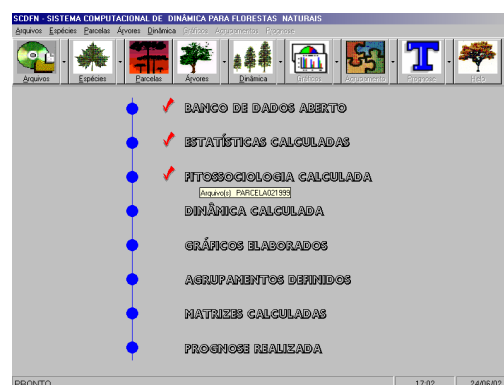 SCDFN - SISTEMA COMPUTACIONAL DE DINÂMICA PARA FLORESTAS NATURAIS
Arquivos Espécies Parcelas Árvores Dinâmica Gráficos Agrupamentos Prognose
Arquivos Espécies Parcelas Árvores Dinâmica Gráficos Agrupamento Prognose Help
BANCO DE DADOS ABERTO
ESTATÍSTICAS CALCULADAS
FITOSSOCIOLOGIA CALCULADA
Arquivo(s) PARCELA021999
DINÂMICA CALCULADA
GRÁFICOS ELABORADOS
AGRUPAMENTOS DEFINIDOS
MATRIZES CALCULADAS
PROGNOSE REALIZADA
PRONTO 17:02 24/06/02